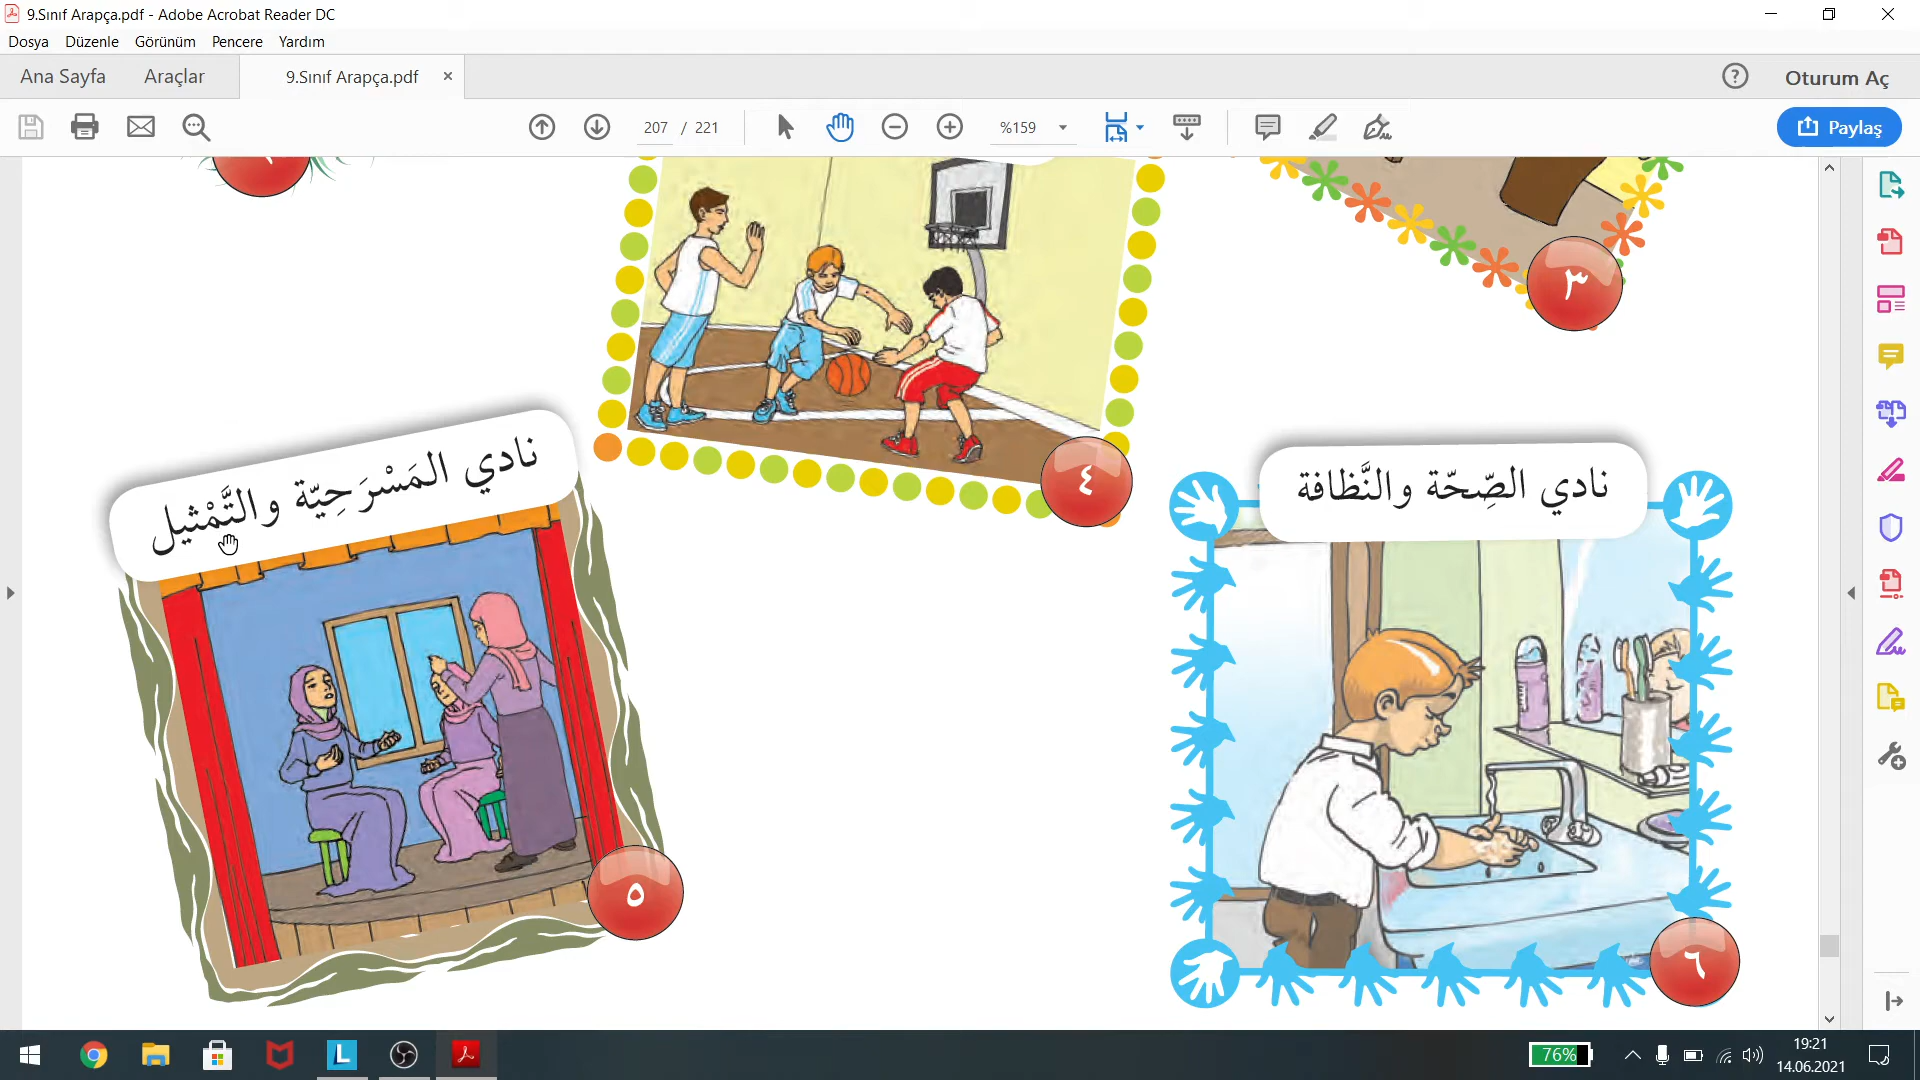 9.Sınıf Arapça.pdf - Adobe Acrobat Reader DC
Dosya Düzenle Görünüm Pencere Yardım
Ana Sayfa Araçlar 9.Sınıf Arapça.pdf Oturum Aç
207 / 221 %159 Paylaş
٣
٤
نادي المَسْرَحِيّة والتَّمْثيل
٥
نادي الصِّحّة والنَّظافة
٦
76% 19:21
14.06.2021